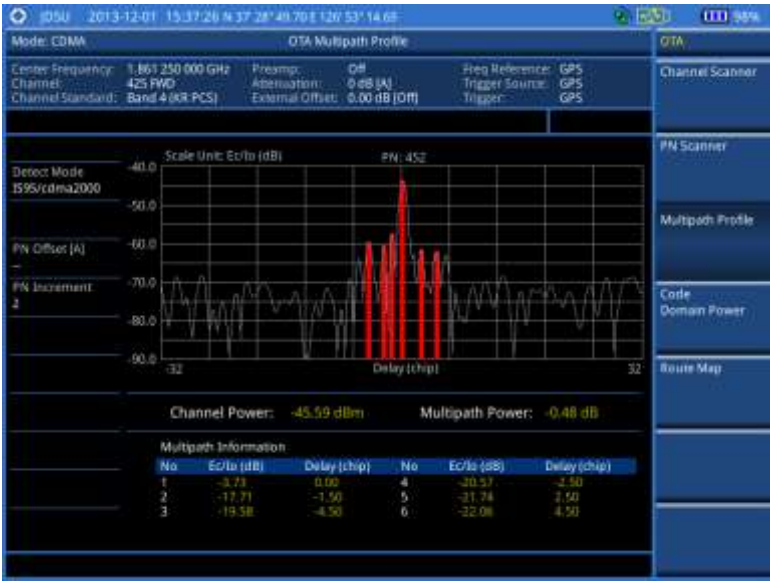 JDSU 2013-12-01 15:37:26 N 37° 28' 49.70 E 126° 53' 14.68 98%
Mode: CDMA OTA Multipath Profile OTA
Center Frequency: 1.861 250 000 GHz Preamp: Off Freq Reference: GPS
Channel: 425 FWD Attenuation: 0 dB [A] Trigger Source: GPS
Channel Standard: Band 4 (KR PCS) External Offset: 0.00 dB [Off] Trigger: GPS
Channel Scanner
PN Scanner
Multipath Profile
Code
Domain Power
Route Map
Detect Mode
IS95/cdma2000
PN Offset [A]
--
PN Increment
2
Scale Unit: Ec/Io (dB) PN: 452
-40.0
-50.0
-60.0
-70.0
-80.0
-90.0
-32 Delay (chip) 32
Channel Power: -45.59 dBm Multipath Power: -0.48 dB
Multipath Information
No Ec/Io (dB) Delay (chip) No Ec/Io (dB) Delay (chip)
1 -3.73 0.00 4 -20.57 -2.50
2 -17.71 -1.50 5 -21.74 2.50
3 -19.58 -4.50 6 -22.06 4.50